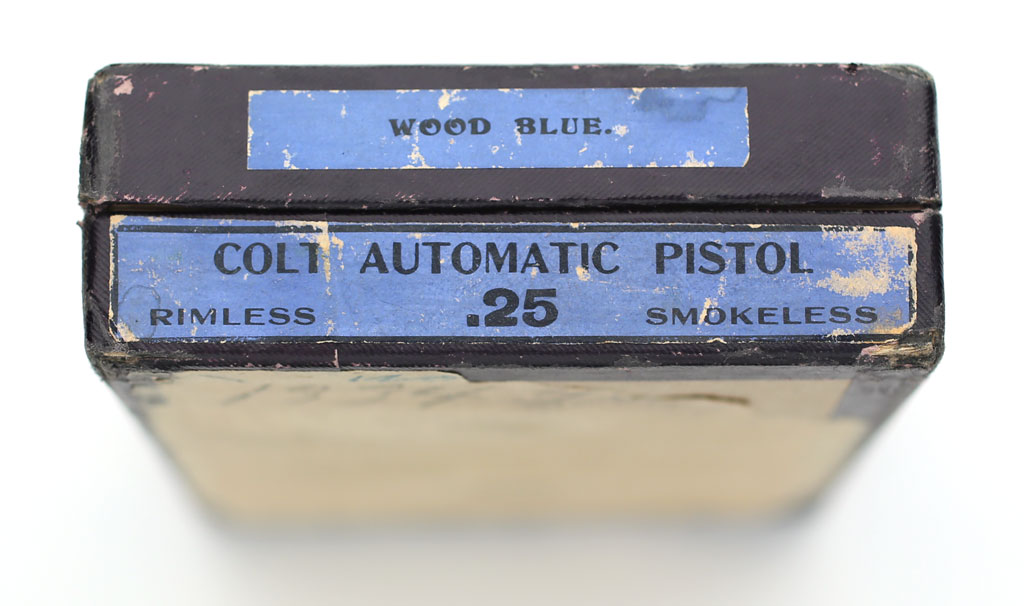 WOOD BLUE.
COLT AUTOMATIC PISTOL
RIMLESS .25 SMOKELESS